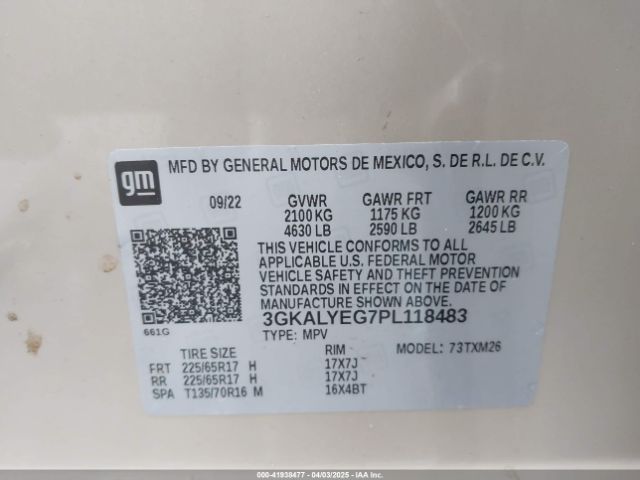 gm
MFD BY GENERAL MOTORS DE MEXICO, S. DE R.L. DE C.V.
09/22 GVWR GAWR FRT GAWR RR
2100 KG 1175 KG 1200 KG
4630 LB 2590 LB 2645 LB
THIS VEHICLE CONFORMS TO ALL
APPLICABLE U.S. FEDERAL MOTOR
VEHICLE SAFETY AND THEFT PREVENTION
STANDARDS IN EFFECT ON THE DATE OF
MANUFACTURE SHOWN ABOVE.
661G
3GKALYEG7PL118483
TYPE: MPV
TIRE SIZE RIM MODEL: 73TXM26
FRT 225/65R17 H 17X7J
RR 225/65R17 H 17X7J
SPA T135/70R16 M 16X4BT
000-41938477 - 04/03/2025 - IAAI.COM